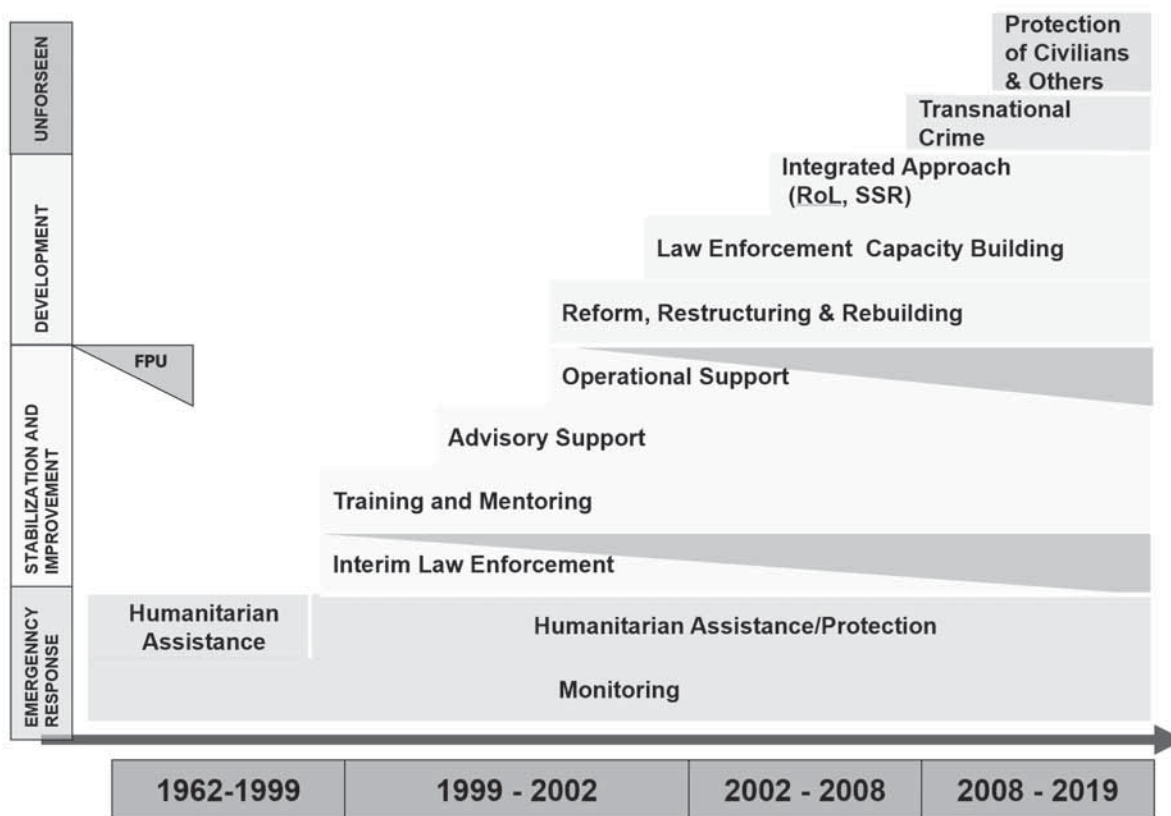 Protection
of Civilians
& Others
Transnational
Crime
Integrated Approach
(RoL, SSR)
Law Enforcement Capacity Building
Reform, Restructuring & Rebuilding
Operational Support
Advisory Support
Training and Mentoring
Interim Law Enforcement
Humanitarian
Assistance
Humanitarian Assistance/Protection
Monitoring
UNFORSEEN
DEVELOPMENT
FPU
STABILIZATION AND
IMPROVEMENT
EMERGENNCY
RESPONSE
1962-1999
1999 - 2002
2002 - 2008
2008 - 2019